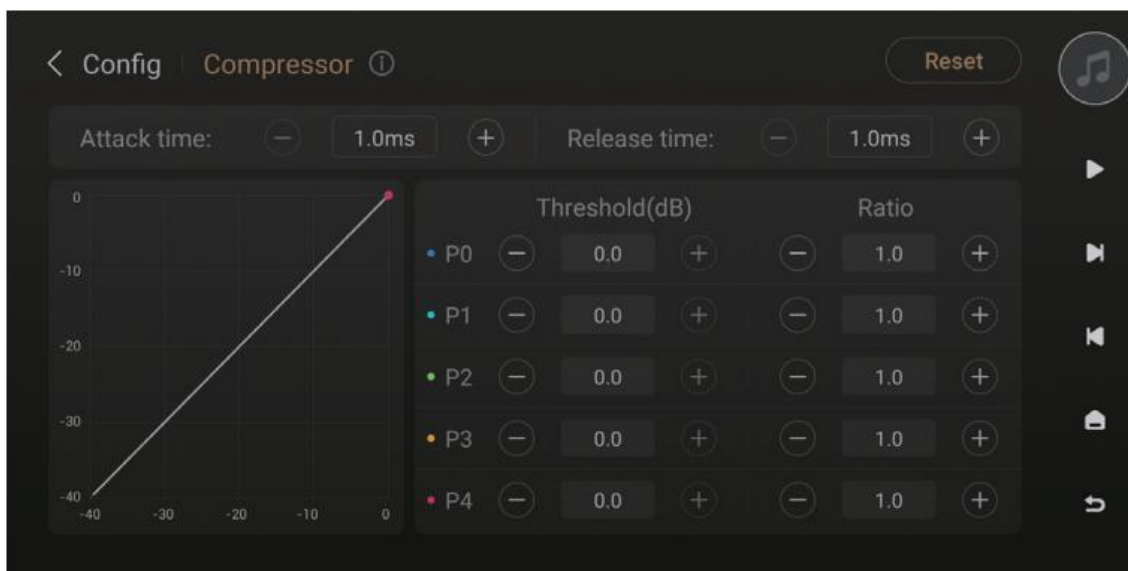 Config Compressor Reset
Attack time: 1.0ms Release time: 1.0ms
Threshold(dB) Ratio
P0 0.0 1.0
P1 0.0 1.0
P2 0.0 1.0
P3 0.0 1.0
P4 0.0 1.0
0
-10
-20
-30
-40
-40 -30 -20 -10 0